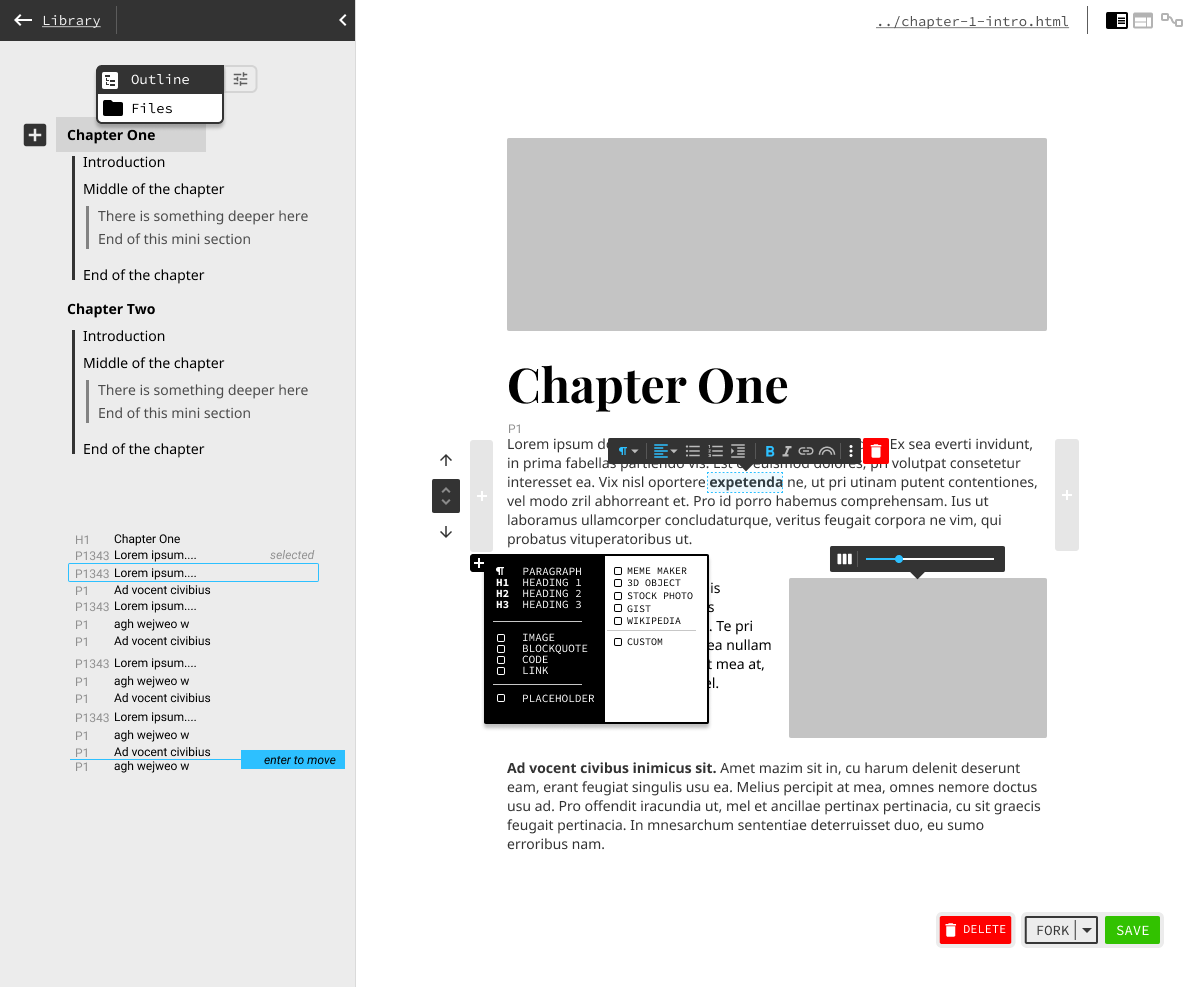 Library
../chapter-1-intro.html
Outline
Files
Chapter One
Introduction
Middle of the chapter
There is something deeper here
End of this mini section
End of the chapter
Chapter Two
Introduction
Middle of the chapter
There is something deeper here
End of this mini section
End of the chapter
H1 Chapter One
P1343 Lorem ipsum.... selected
P1343 Lorem ipsum....
P1 Ad vocent civibius
P1343 Lorem ipsum....
P1 agh wejweo w
P1 Ad vocent civibius
P1343 Lorem ipsum....
P1 agh wejweo w
P1 Ad vocent civibius
P1343 Lorem ipsum....
P1 agh wejweo w
P1 Ad vocent civibius
enter to move
P1 agh wejweo w
Chapter One
P1
Lorem ipsum Ex sea everti invidunt,
in prima fabellas partiendo vis. Est euismod dolores, pri volutpat consetetur
interesset ea. Vix nisl oportere expetenda ne, ut pri utinam putent contentiones,
vel modo zril abhorreant et. Pro id porro habemus comprehensam. Ius ut
laboramus ullamcorper concludaturque, veritus feugait corpora ne vim, qui
probatus vituperatoribus ut.
B
¶ PARAGRAPH
H1 HEADING 1
H2 HEADING 2
H3 HEADING 3
IMAGE
BLOCKQUOTE
CODE
LINK
PLACEHOLDER
MEME MAKER
3D OBJECT
STOCK PHOTO
GIST
WIKIPEDIA
CUSTOM
is
. Te pri
ea nullam
mea at,
Ad vocent civibus inimicus sit. Amet mazim sit in, cu harum delenit deserunt
eam, erant feugiat singulis usu ea. Melius percipit at mea, omnes nemore doctus
usu ad. Pro offendit iracundia ut, mel et ancillae pertinax pertinacia, cu sit graecis
feugait pertinacia. In mnesarchum sententiae deterruisset duo, eu sumo
erroribus nam.
DELETE
FORK
SAVE